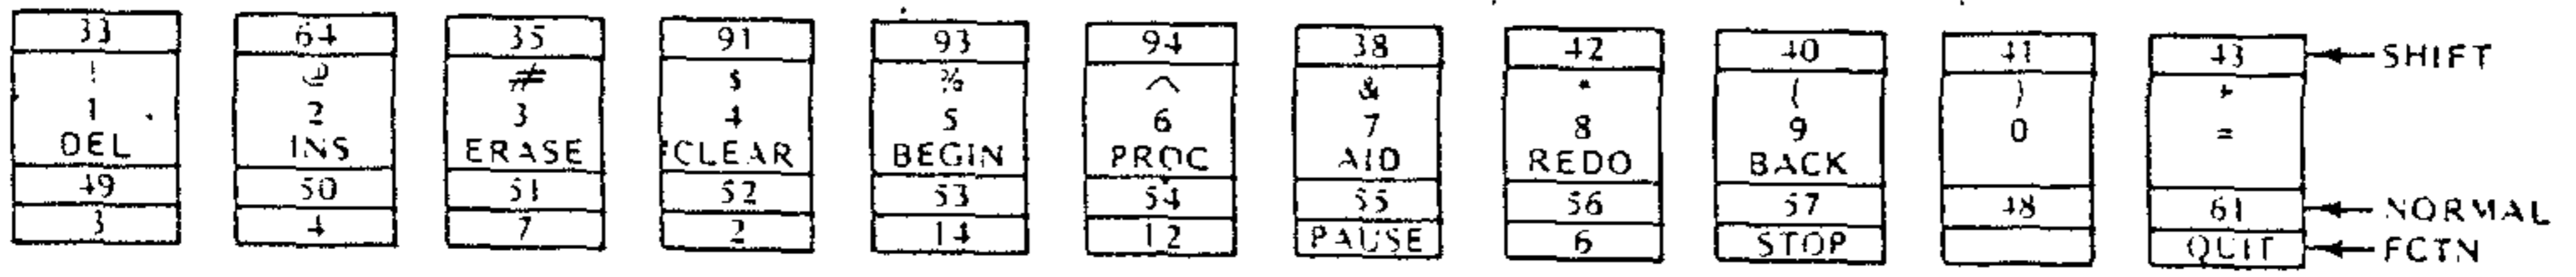 33 64 35 91 93 94 38 42 40 41 43 SHIFT
! @ # $ % ^ & * ( ) +
1 2 3 4 5 6 7 8 9 0 =
DEL INS ERASE CLEAR BEGIN PROC AID REDO BACK
49 50 51 52 53 54 55 56 57 48 61 NORMAL
3 4 7 2 14 12 PAUSE 6 STOP QUIT FCTN